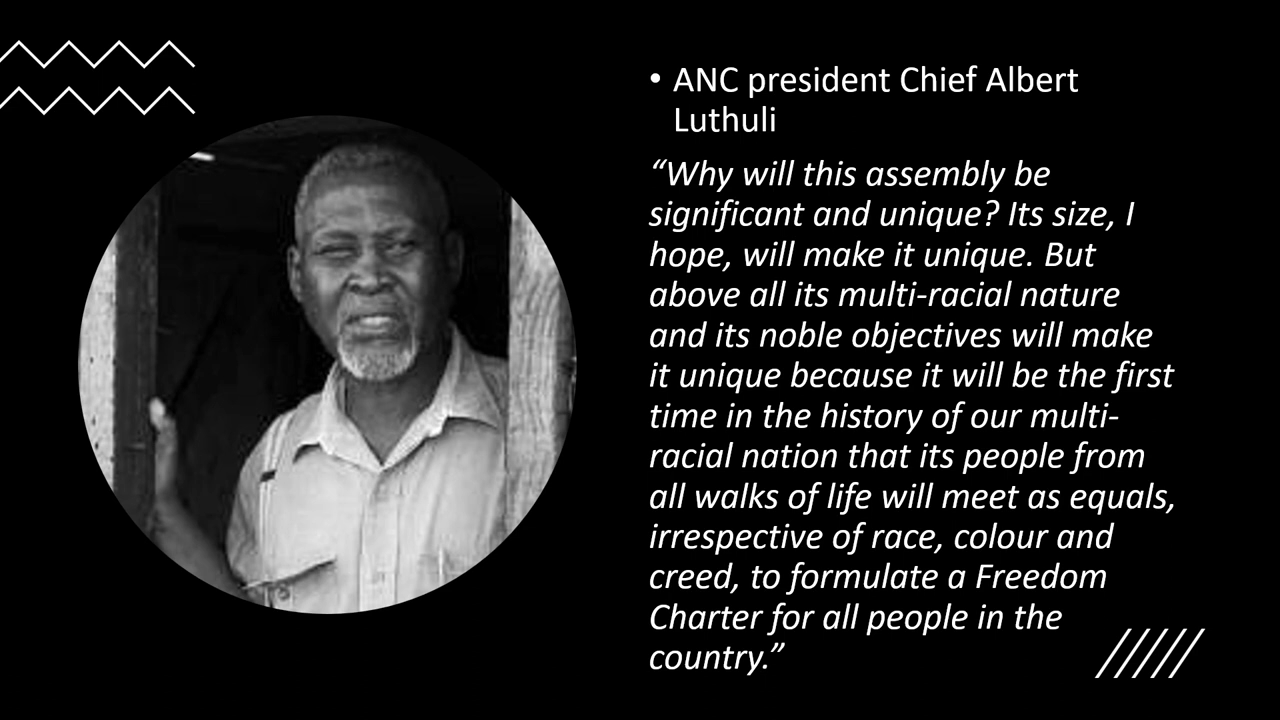 • ANC president Chief Albert
Luthuli
“Why will this assembly be
significant and unique? Its size, I
hope, will make it unique. But
above all its multi-racial nature
and its noble objectives will make
it unique because it will be the first
time in the history of our multi-
racial nation that its people from
all walks of life will meet as equals,
irrespective of race, colour and
creed, to formulate a Freedom
Charter for all people in the
country.”